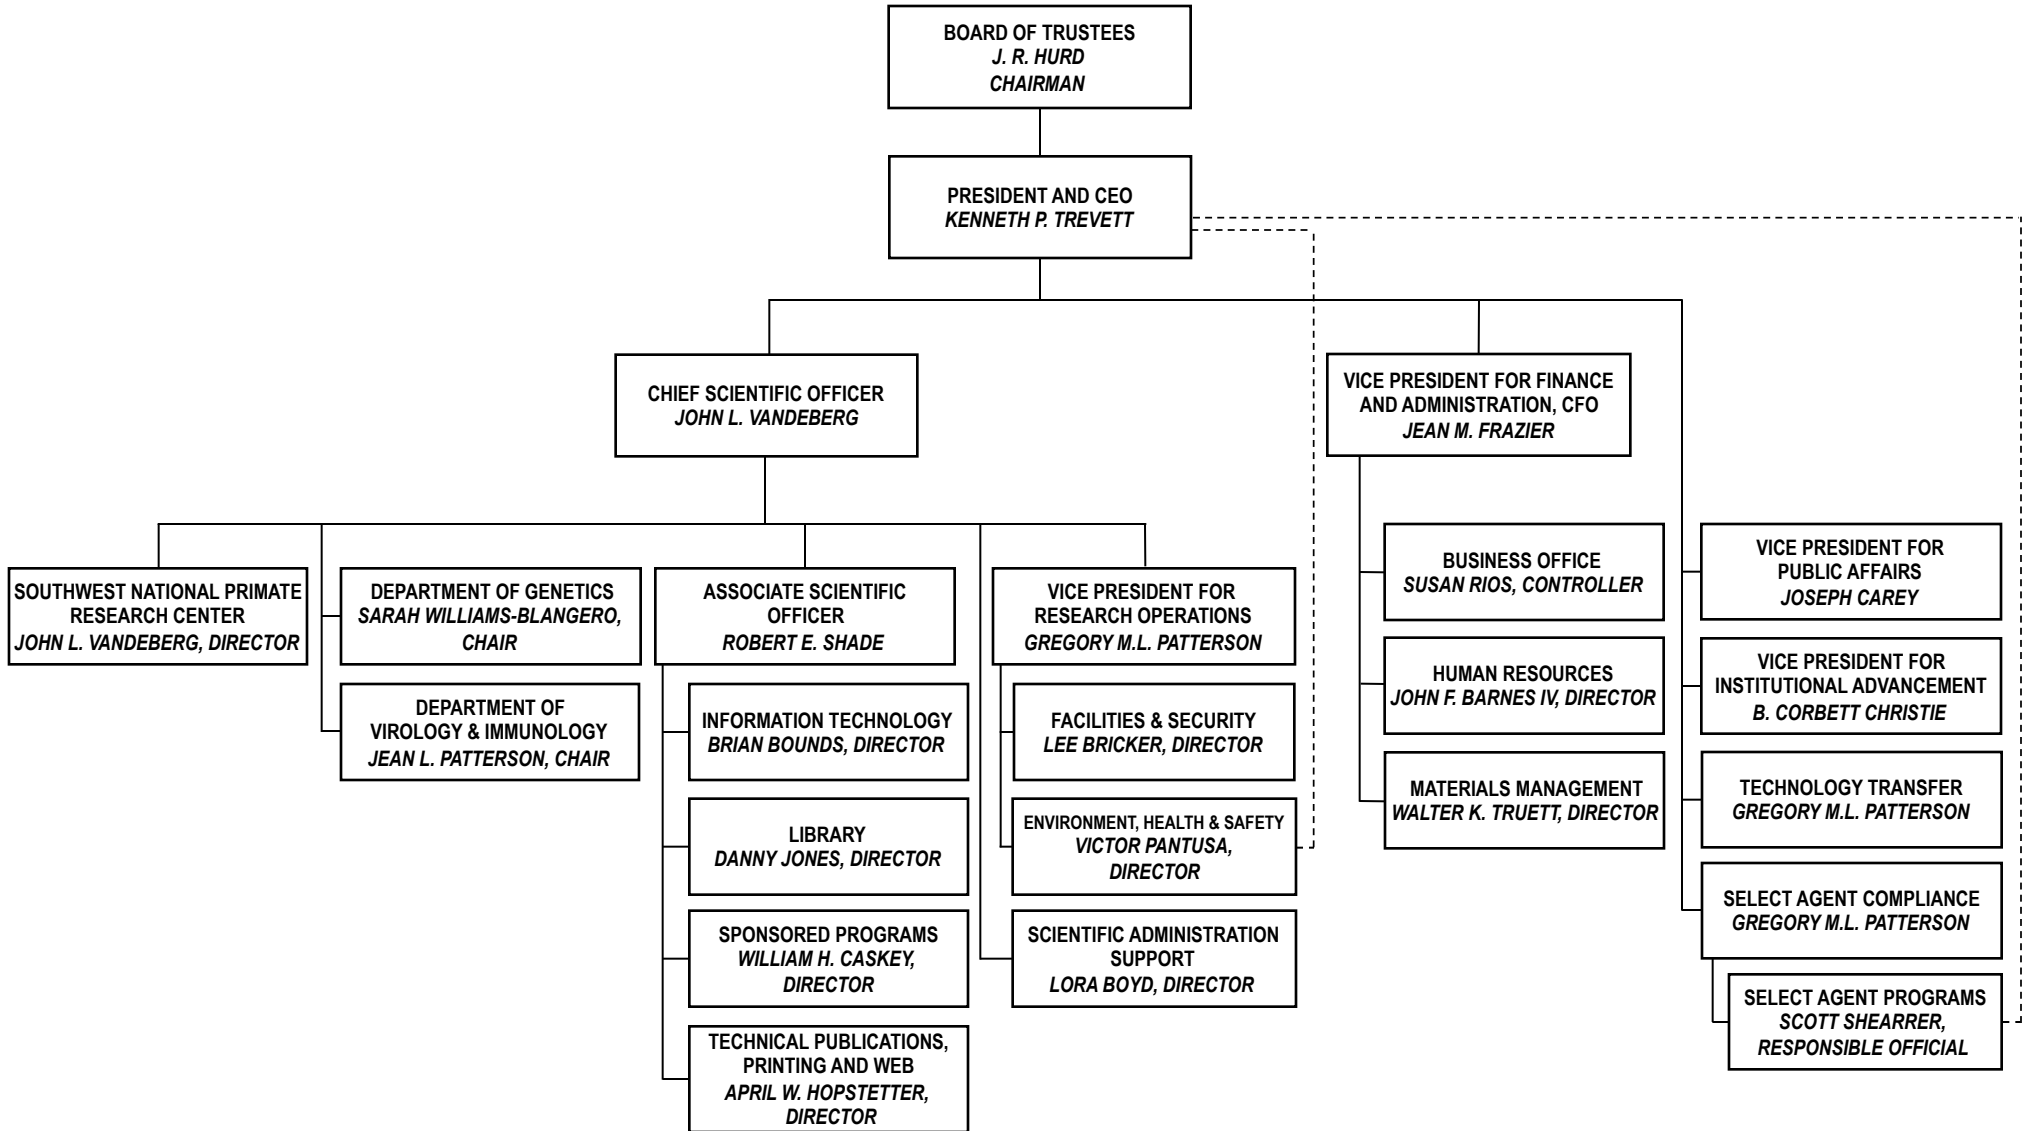 BOARD OF TRUSTEES
J. R. HURD
CHAIRMAN
PRESIDENT AND CEO
KENNETH P. TREVETT
CHIEF SCIENTIFIC OFFICER
JOHN L. VANDEBERG
VICE PRESIDENT FOR FINANCE
AND ADMINISTRATION, CFO
JEAN M. FRAZIER
SOUTHWEST NATIONAL PRIMATE
RESEARCH CENTER
JOHN L. VANDEBERG, DIRECTOR
DEPARTMENT OF GENETICS
SARAH WILLIAMS-BLANGERO,
CHAIR
DEPARTMENT OF
VIROLOGY & IMMUNOLOGY
JEAN L. PATTERSON, CHAIR
ASSOCIATE SCIENTIFIC
OFFICER
ROBERT E. SHADE
INFORMATION TECHNOLOGY
BRIAN BOUNDS, DIRECTOR
LIBRARY
DANNY JONES, DIRECTOR
SPONSORED PROGRAMS
WILLIAM H. CASKEY,
DIRECTOR
TECHNICAL PUBLICATIONS,
PRINTING AND WEB
APRIL W. HOPSTETTER,
DIRECTOR
VICE PRESIDENT FOR
RESEARCH OPERATIONS
GREGORY M.L. PATTERSON
FACILITIES & SECURITY
LEE BRICKER, DIRECTOR
ENVIRONMENT, HEALTH & SAFETY
VICTOR PANTUSA,
DIRECTOR
SCIENTIFIC ADMINISTRATION
SUPPORT
LORA BOYD, DIRECTOR
BUSINESS OFFICE
SUSAN RIOS, CONTROLLER
HUMAN RESOURCES
JOHN F. BARNES IV, DIRECTOR
MATERIALS MANAGEMENT
WALTER K. TRUETT, DIRECTOR
VICE PRESIDENT FOR
PUBLIC AFFAIRS
JOSEPH CAREY
VICE PRESIDENT FOR
INSTITUTIONAL ADVANCEMENT
B. CORBETT CHRISTIE
TECHNOLOGY TRANSFER
GREGORY M.L. PATTERSON
SELECT AGENT COMPLIANCE
GREGORY M.L. PATTERSON
SELECT AGENT PROGRAMS
SCOTT SHEARRER,
RESPONSIBLE OFFICIAL